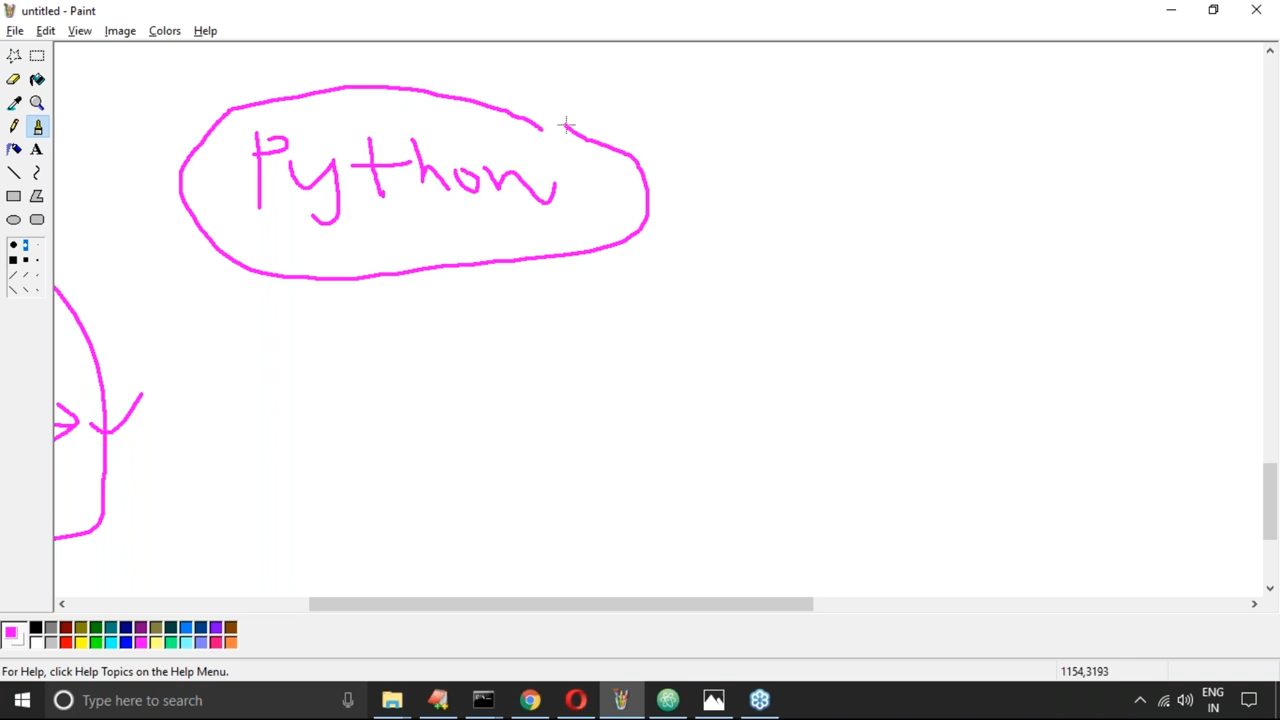 untitled - Paint
File Edit View Image Colors Help
Python
For Help, click Help Topics on the Help Menu.
1154,3193
Type here to search
ENG
IN